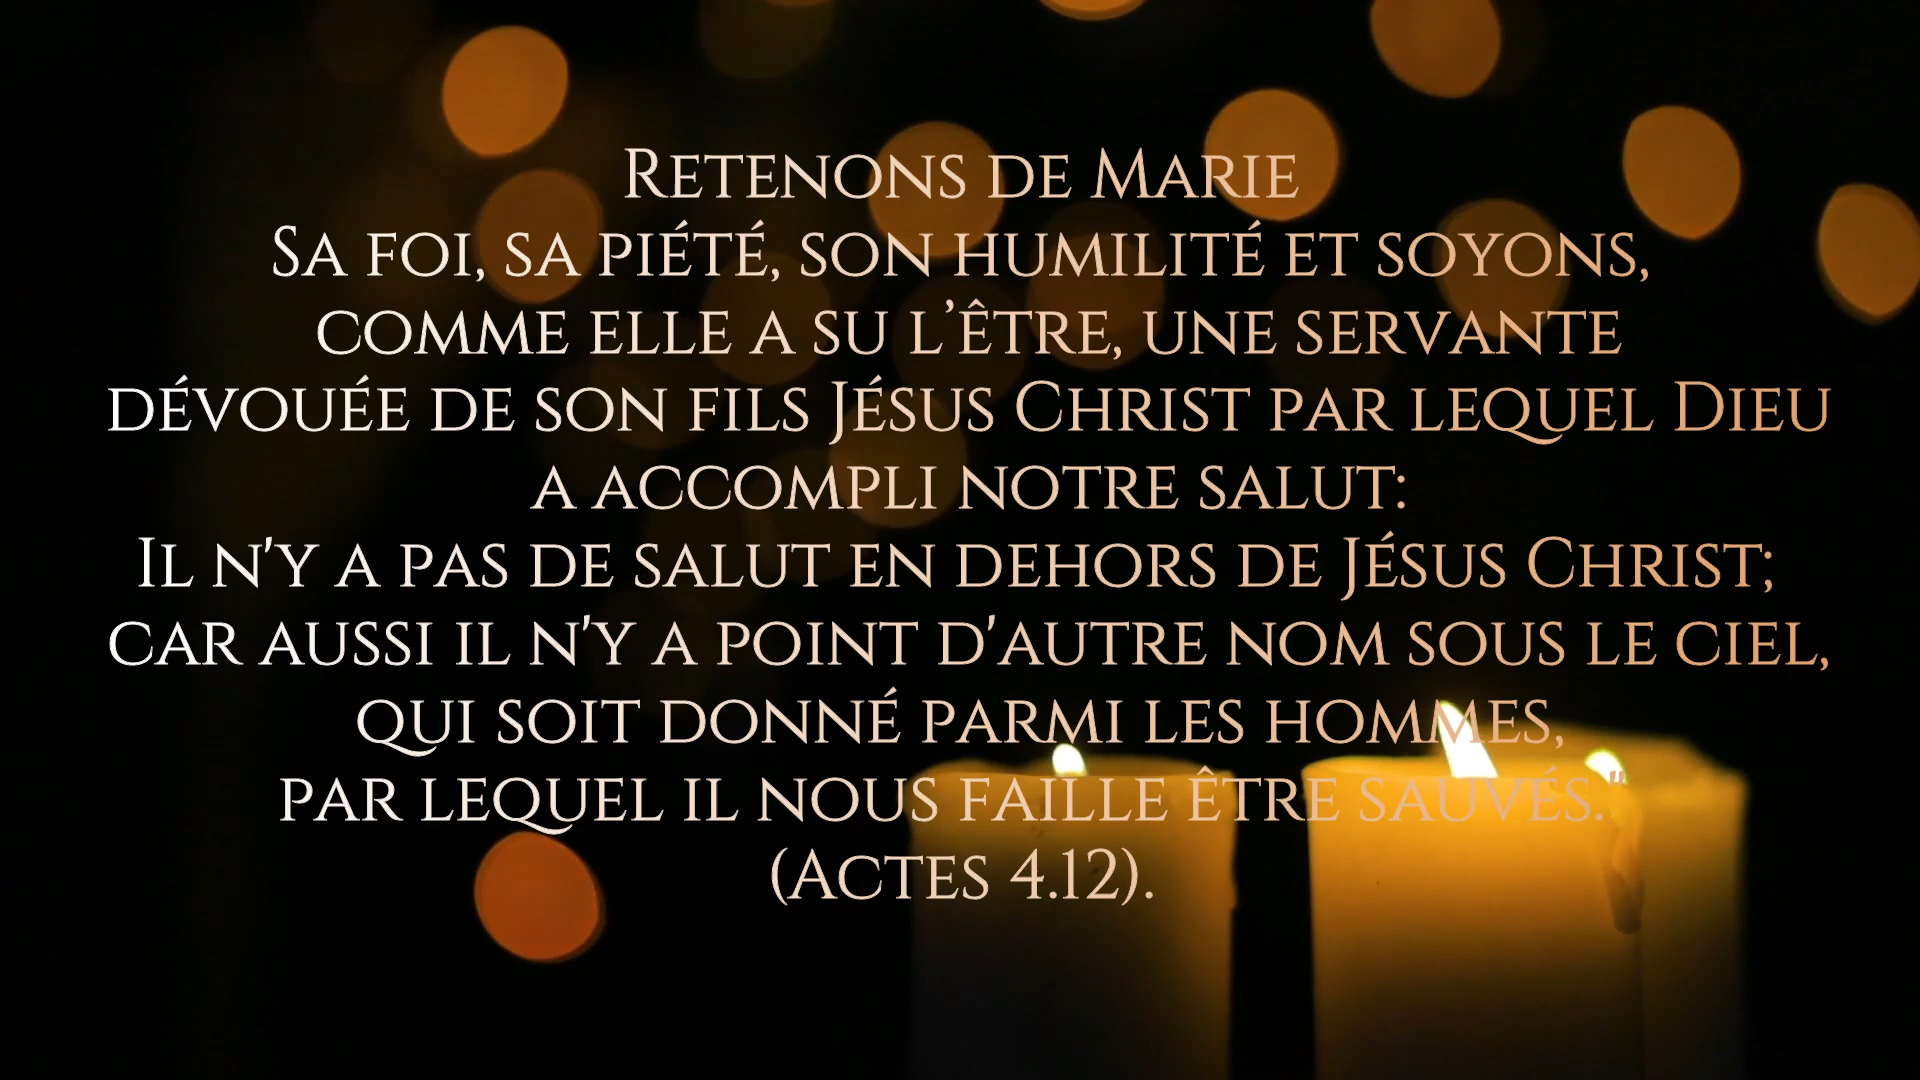 Retenons de Marie
Sa foi, sa piété, son humilité et soyons,
comme elle a su l’être, une servante
dévouée de son fils Jésus Christ par lequel Dieu
a accompli notre salut:
Il n'y a pas de salut en dehors de Jésus Christ;
car aussi il n'y a point d'autre nom sous le ciel,
qui soit donné parmi les hommes,
par lequel il nous faille être sauvés."
(Actes 4.12).